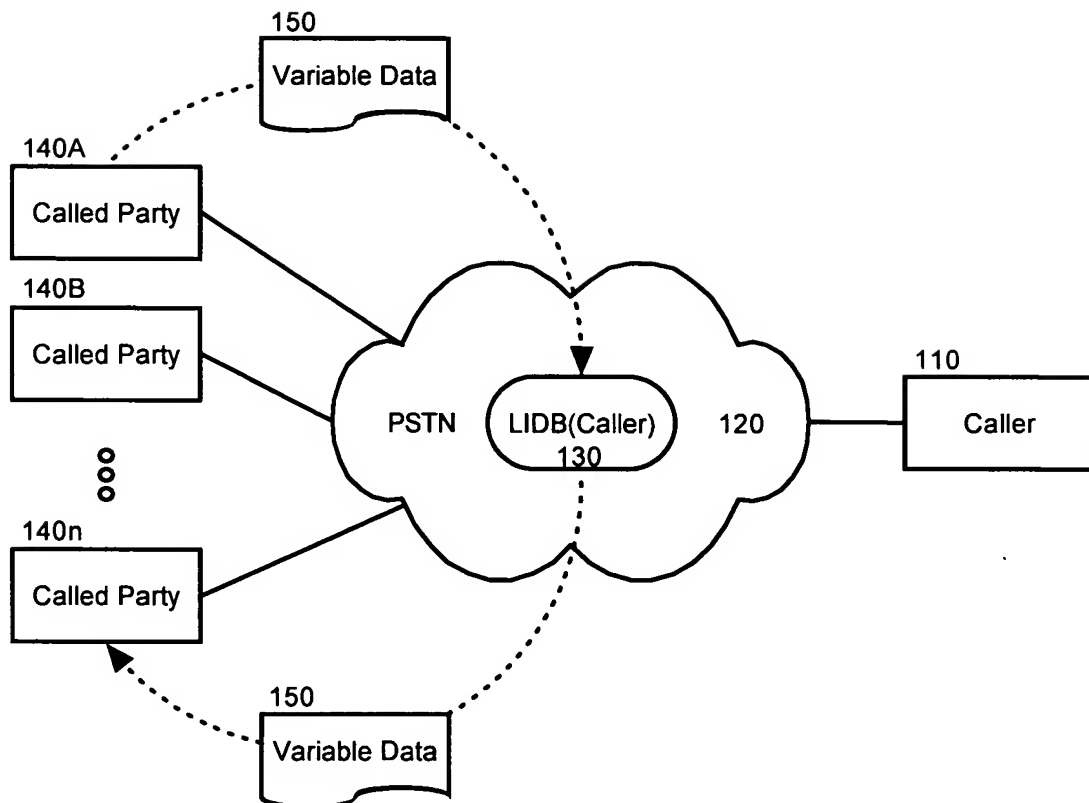 150
Variable Data
140A
Called Party
140B
Called Party
110
PSTN
LIDB(Caller)
130
120
Caller
140n
Called Party
150
Variable Data